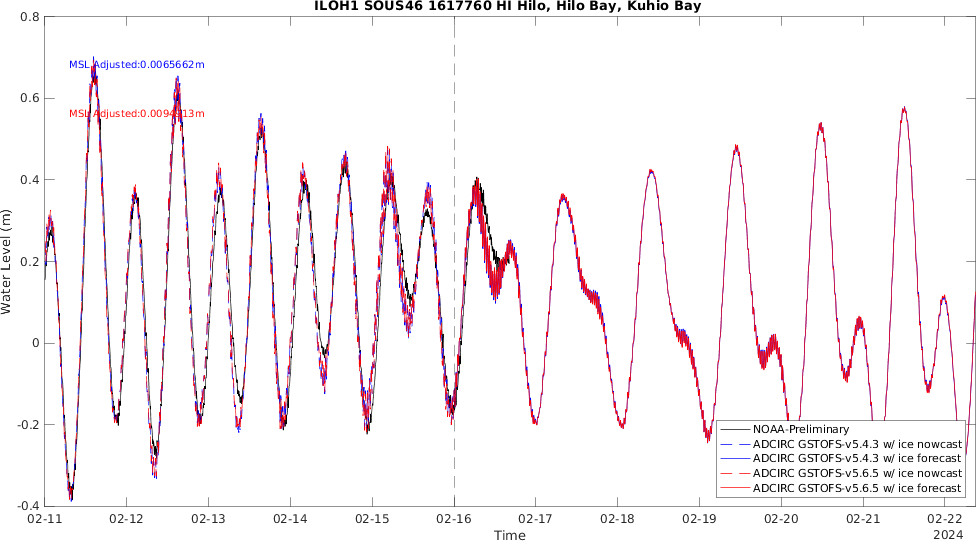 ILOH1 SOUS46 1617760 HI Hilo, Hilo Bay, Kuhio Bay
0.8
MSL Adjusted:0.0065662m
0.6
MSL Adjusted:
0.4
0.2
0
-0.2
-0.4
Water Level (m)
NOAA-Preliminary
ADCIRC GSTOFS-v5.4.3 w/ ice nowcast
ADCIRC GSTOFS-v5.4.3 w/ ice forecast
ADCIRC GSTOFS-v5.6.5 w/ ice nowcast
ADCIRC GSTOFS-v5.6.5 w/ ice forecast
02-11 02-12 02-13 02-14 02-15 02-16 02-17 02-18 02-19 02-20 02-21 02-22
2024
Time